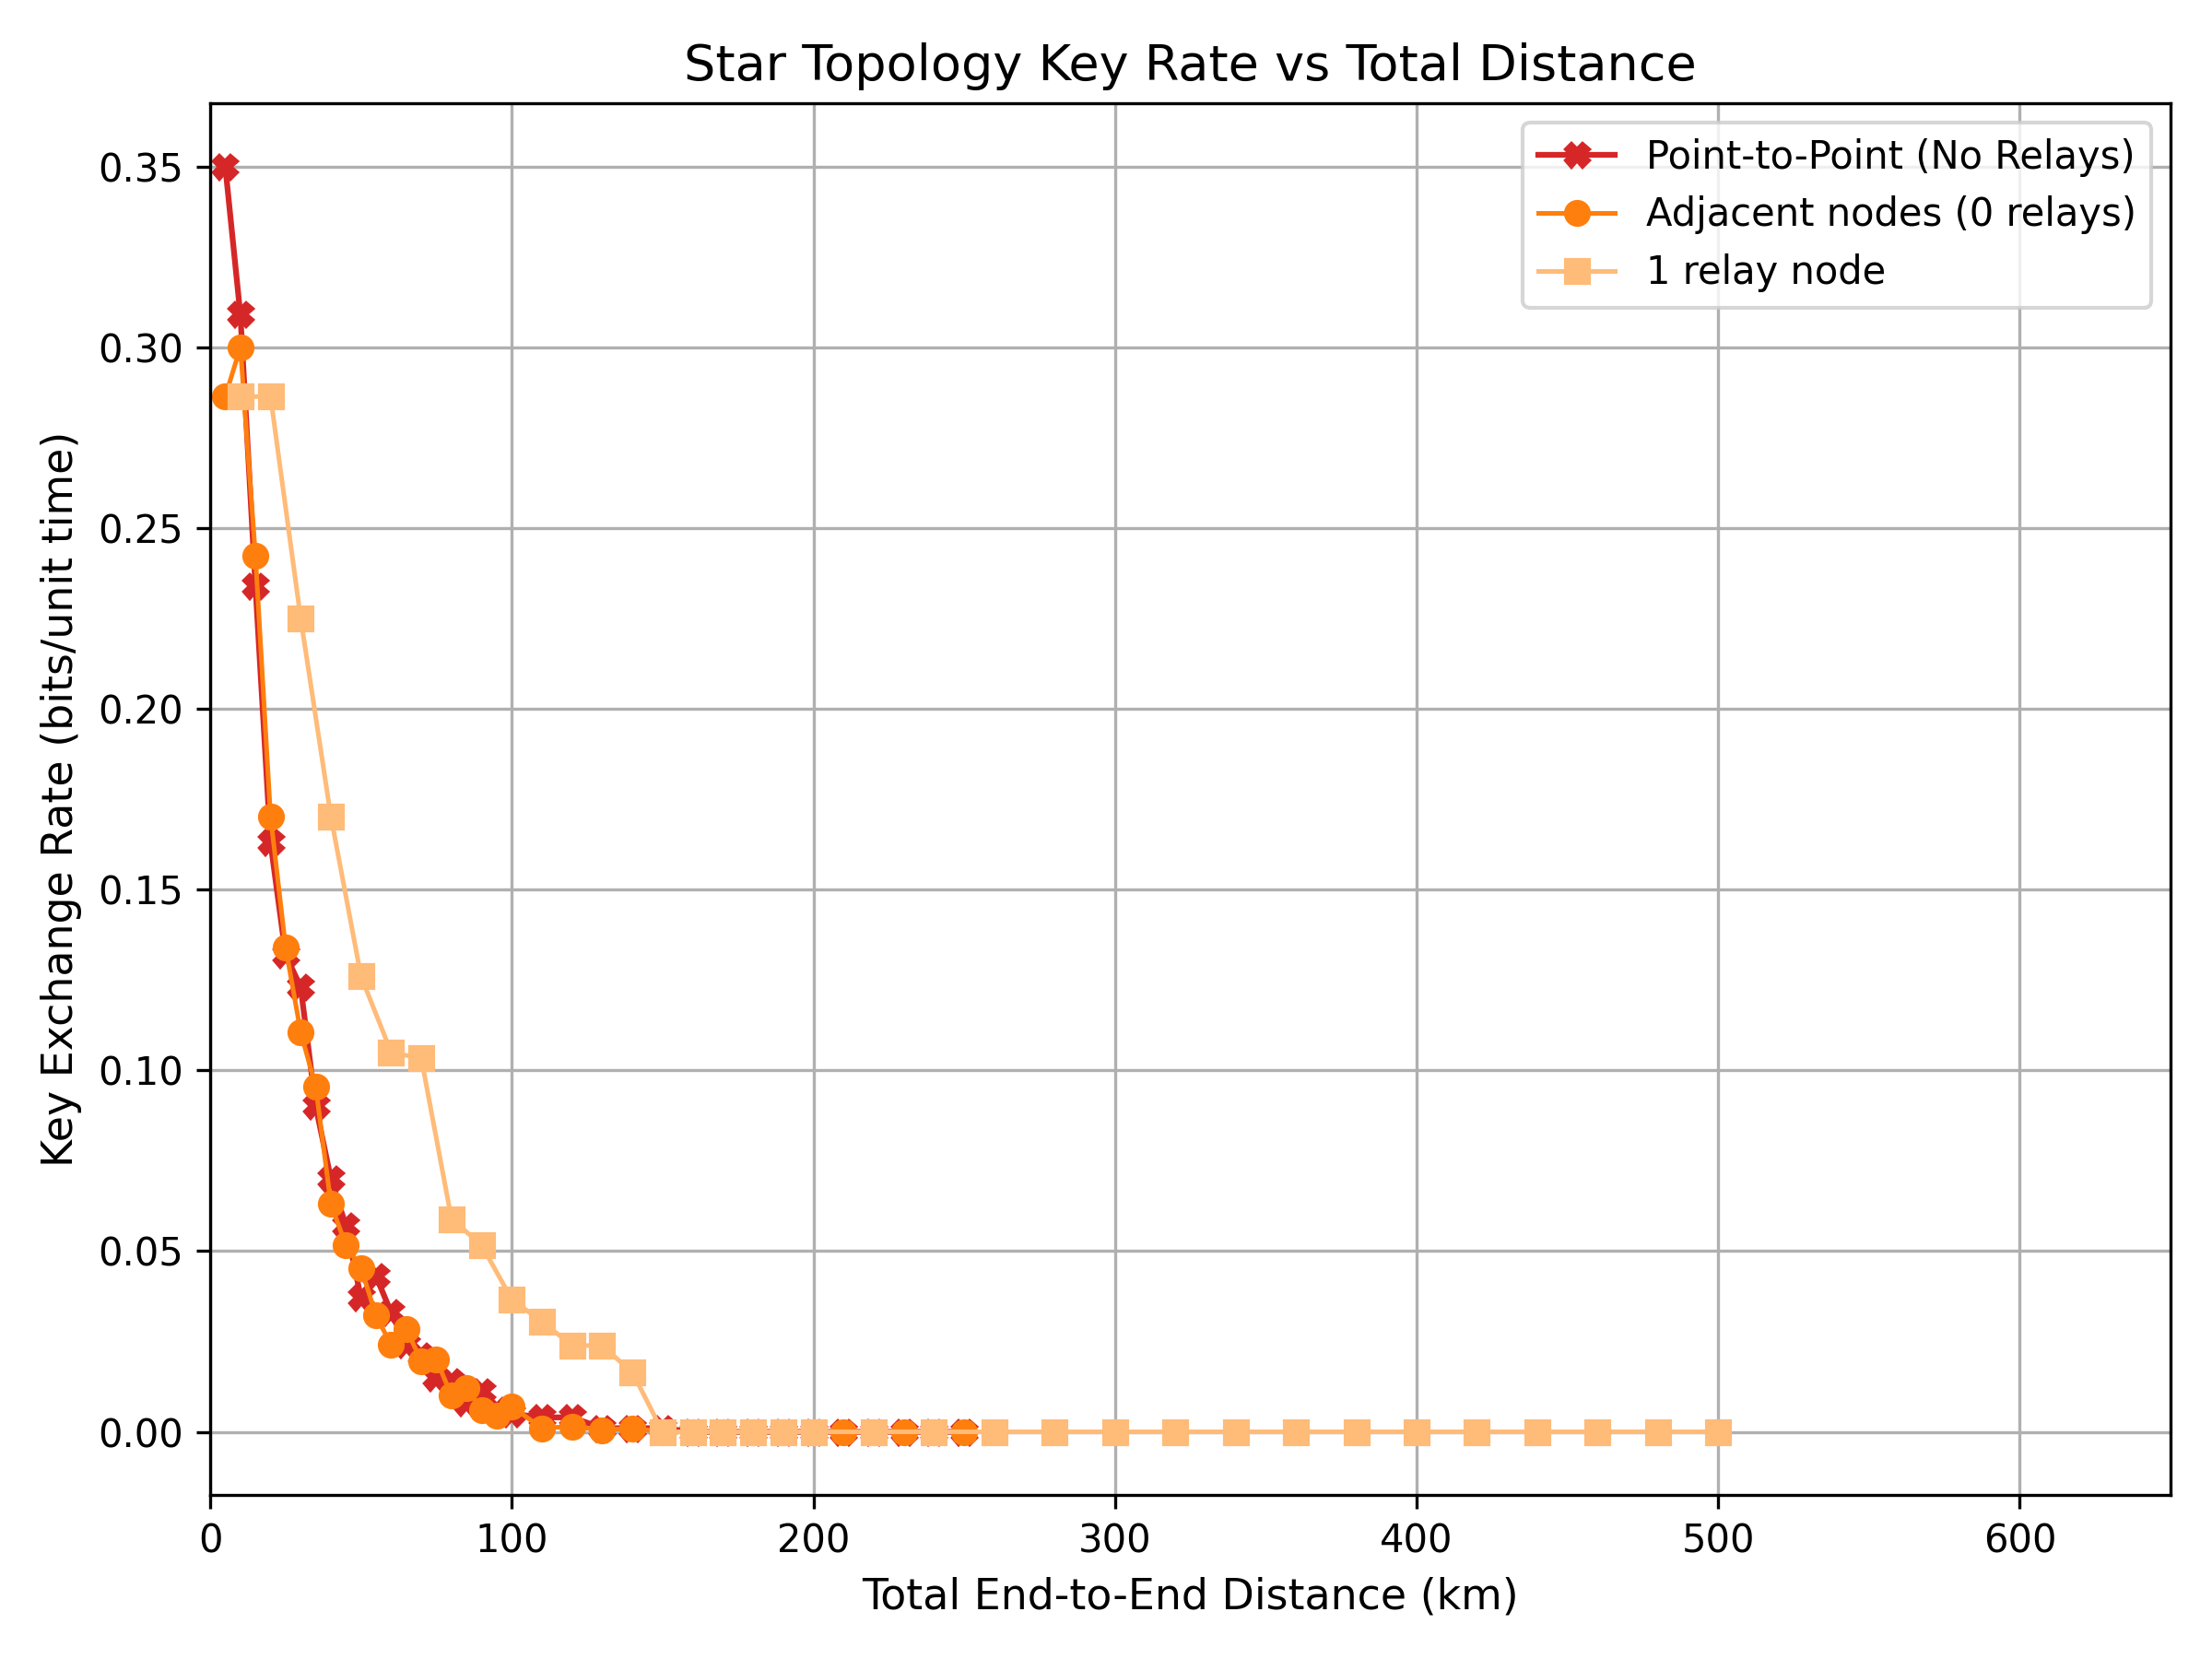 Star Topology Key Rate vs Total Distance
Point-to-Point (No Relays)
Adjacent nodes (0 relays)
1 relay node
Key Exchange Rate (bits/unit time)
0.35
0.30
0.25
0.20
0.15
0.10
0.05
0.00
0 100 200 300 400 500 600
Total End-to-End Distance (km)